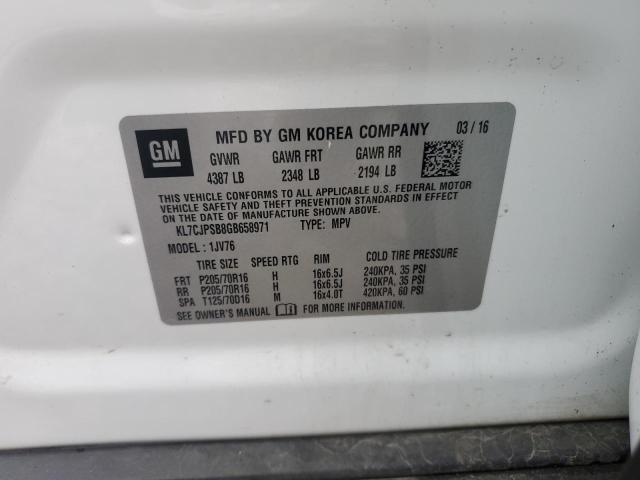 GM
MFD BY GM KOREA COMPANY 03 / 16
GVWR GAWR FRT GAWR RR
4387 LB 2348 LB 2194 LB
THIS VEHICLE CONFORMS TO ALL APPLICABLE U.S. FEDERAL MOTOR
VEHICLE SAFETY AND THEFT PREVENTION STANDARDS IN EFFECT
ON THE DATE OF MANUFACTURE SHOWN ABOVE.
KL7CJPSB8GB658971 TYPE: MPV
MODEL : 1JV76
TIRE SIZE SPEED RTG RIM COLD TIRE PRESSURE
FRT P205/70R16 H 16x6.5J 240KPA, 35 PSI
RR P205/70R16 H 16x6.5J 240KPA, 35 PSI
SPA T125/70D16 M 16x4.0T 420KPA, 60 PSI
SEE OWNER'S MANUAL FOR MORE INFORMATION.